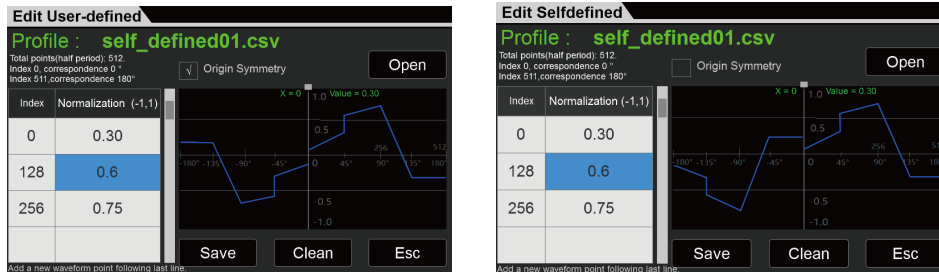 Edit User-defined
Profile : self_defined01.csv
Total points(half period): 512.
Index 0, correspondence 0 °
Index 511,correspondence 180°
√ Origin Symmetry
Open
Index Normalization (-1,1)
0 0.30
128 0.6
256 0.75
X = 0 1.0 Value = 0.30
0.5
256 512
-180° -135° -90° -45° 0 45° 90° 135° 180°
-0.5
-1.0
Save Clean Esc
Add a new waveform point following last line.
Edit Selfdefined
Profile : self_defined01.csv
Total points(half period): 512.
Index 0, correspondence 0 °
Index 511,correspondence 180°
Origin Symmetry
Open
Index Normalization (-1,1)
0 0.30
128 0.6
256 0.75
X = 0 1.0 Value = 0.30
0.5
256 512
-180° -135° -90° -45° 0 45° 90° 135° 180
-0.5
-1.0
Save Clean Esc
Add a new waveform point following last line.